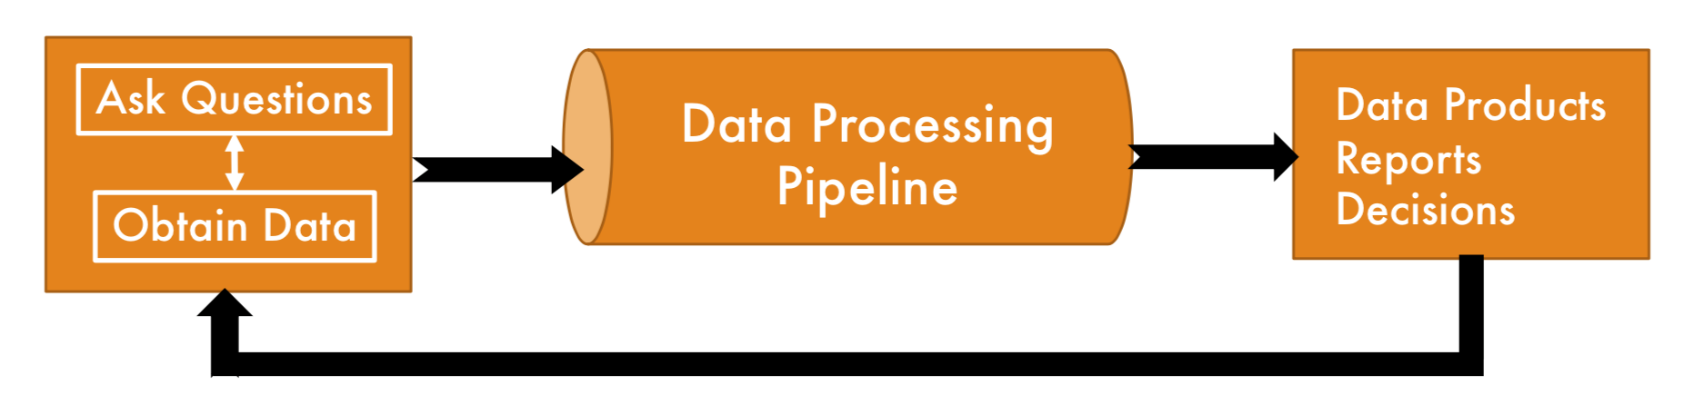 Ask Questions
Obtain Data
Data Processing
Pipeline
Data Products
Reports
Decisions